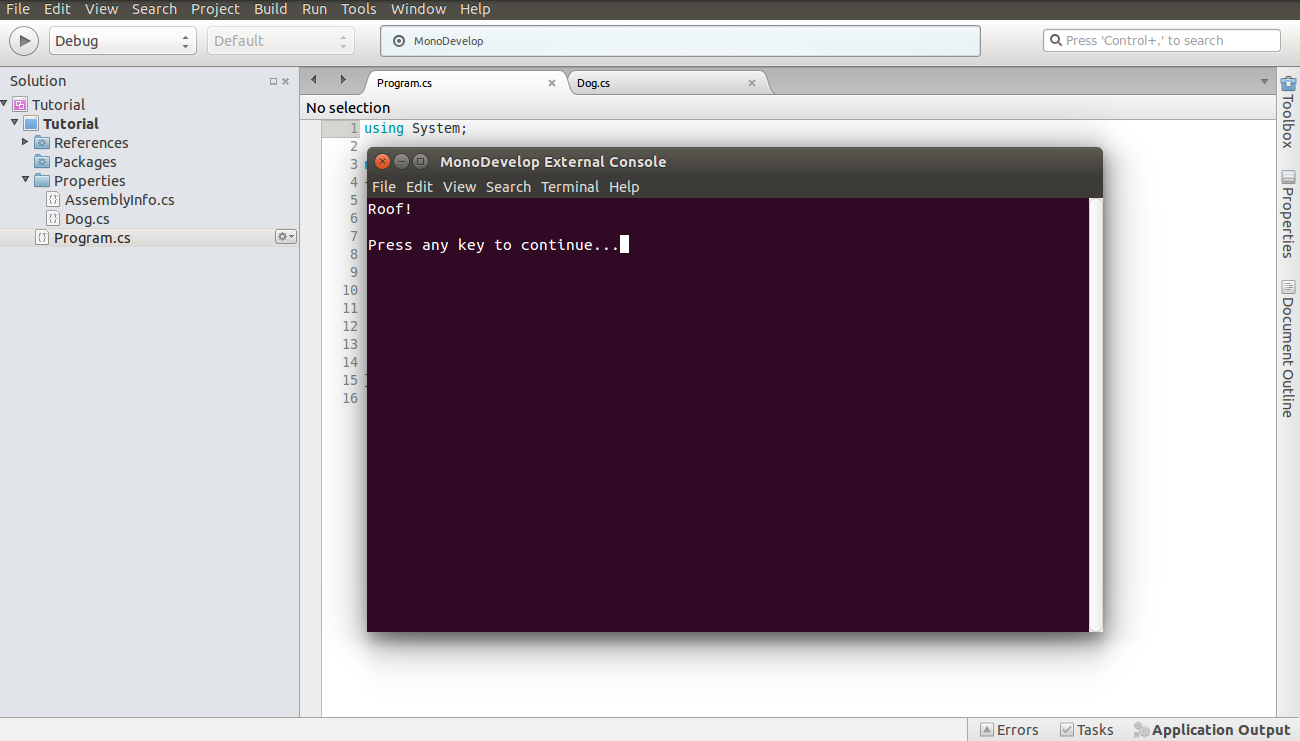 File Edit View Search Project Build Run Tools Window Help
Debug Default MonoDevelop Press 'Control+,' to search
Solution
Tutorial
Tutorial
References
Packages
Properties
AssemblyInfo.cs
Dog.cs
Program.cs
Program.cs Dog.cs
No selection
1 using System;
2
3
4
5
6
7
8
9
10
11
12
13
14
15
16
MonoDevelop External Console
File Edit View Search Terminal Help
Roof!
Press any key to continue...
Toolbox
Properties
Document Outline
Errors Tasks Application Output